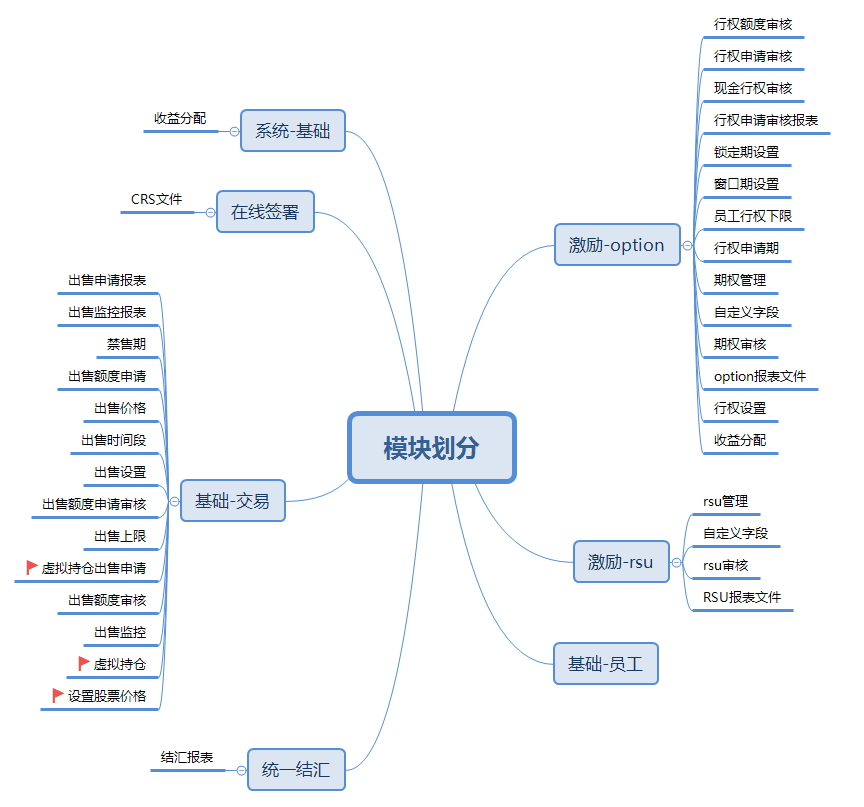 模块划分
激励-option
行权额度审核
行权申请审核
现金行权审核
行权申请审核报表
锁定期设置
窗口期设置
员工行权下限
行权申请期
期权管理
自定义字段
期权审核
option报表文件
行权设置
收益分配
激励-rsu
rsu管理
自定义字段
rsu审核
RSU报表文件
基础-员工
系统-基础
收益分配
在线签署
CRS文件
基础-交易
出售申请报表
出售监控报表
禁售期
出售额度申请
出售价格
出售时间段
出售设置
出售额度申请审核
出售上限
虚拟持仓出售申请
出售额度审核
出售监控
虚拟持仓
设置股票价格
统一结汇
结汇报表